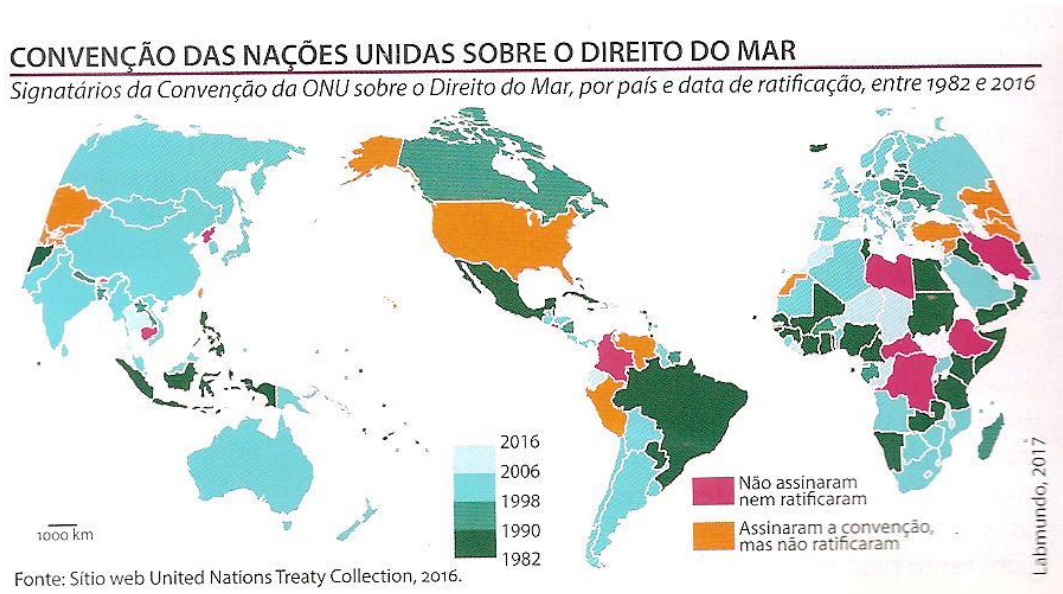 CONVENÇÃO DAS NAÇÕES UNIDAS SOBRE O DIREITO DO MAR
Signatários da Convenção da ONU sobre o Direito do Mar, por país e data de ratificação, entre 1982 e 2016
2016
2006
1998
1990
1982
Não assinaram
nem ratificaram
Assinaram a convenção,
mas não ratificaram
1000 km
Fonte: Sítio web United Nations Treaty Collection, 2016.
Labmundo, 2017